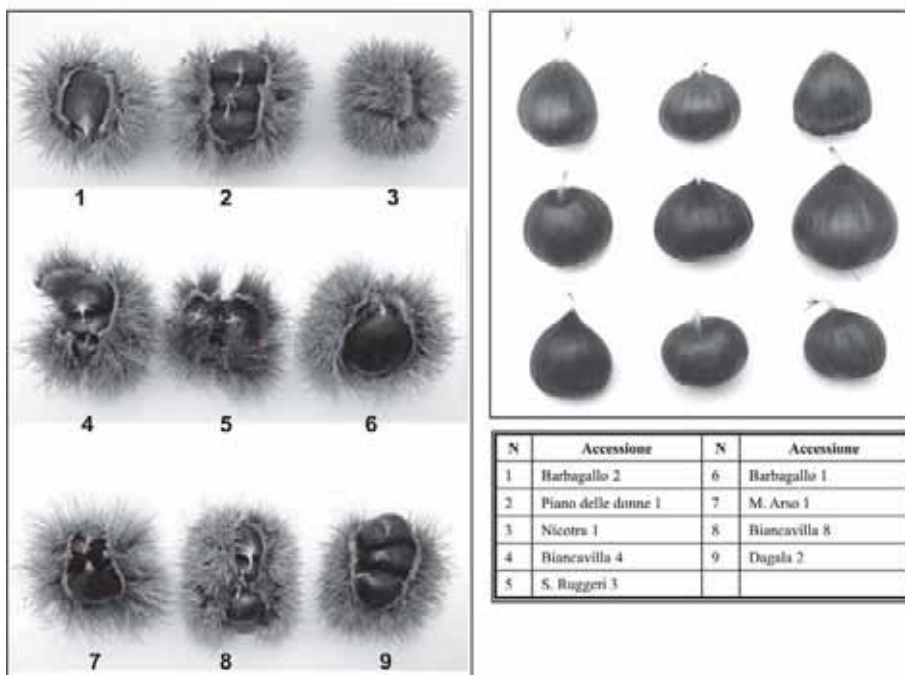 1 2 3
4 5 6
7 8 9
N Accessione N Accessione
1 Barbagallo 2 6 Barbagallo 1
2 Piano delle donne 1 7 M. Arso 1
3 Nicotra 1 8 Biancavilla 8
4 Biancavilla 4 9 Dagala 2
5 S. Ruggeri 3